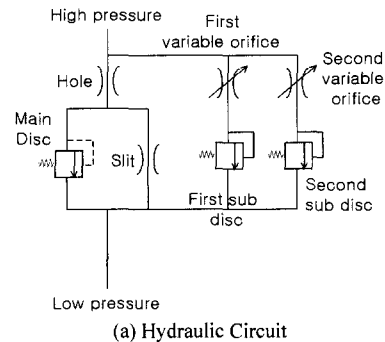 High pressure
First
variable orifice
Hole
Second
variable
orifice
Main
Disc
Slit
First sub
disc
Second
sub disc
Low pressure
(a) Hydraulic Circuit